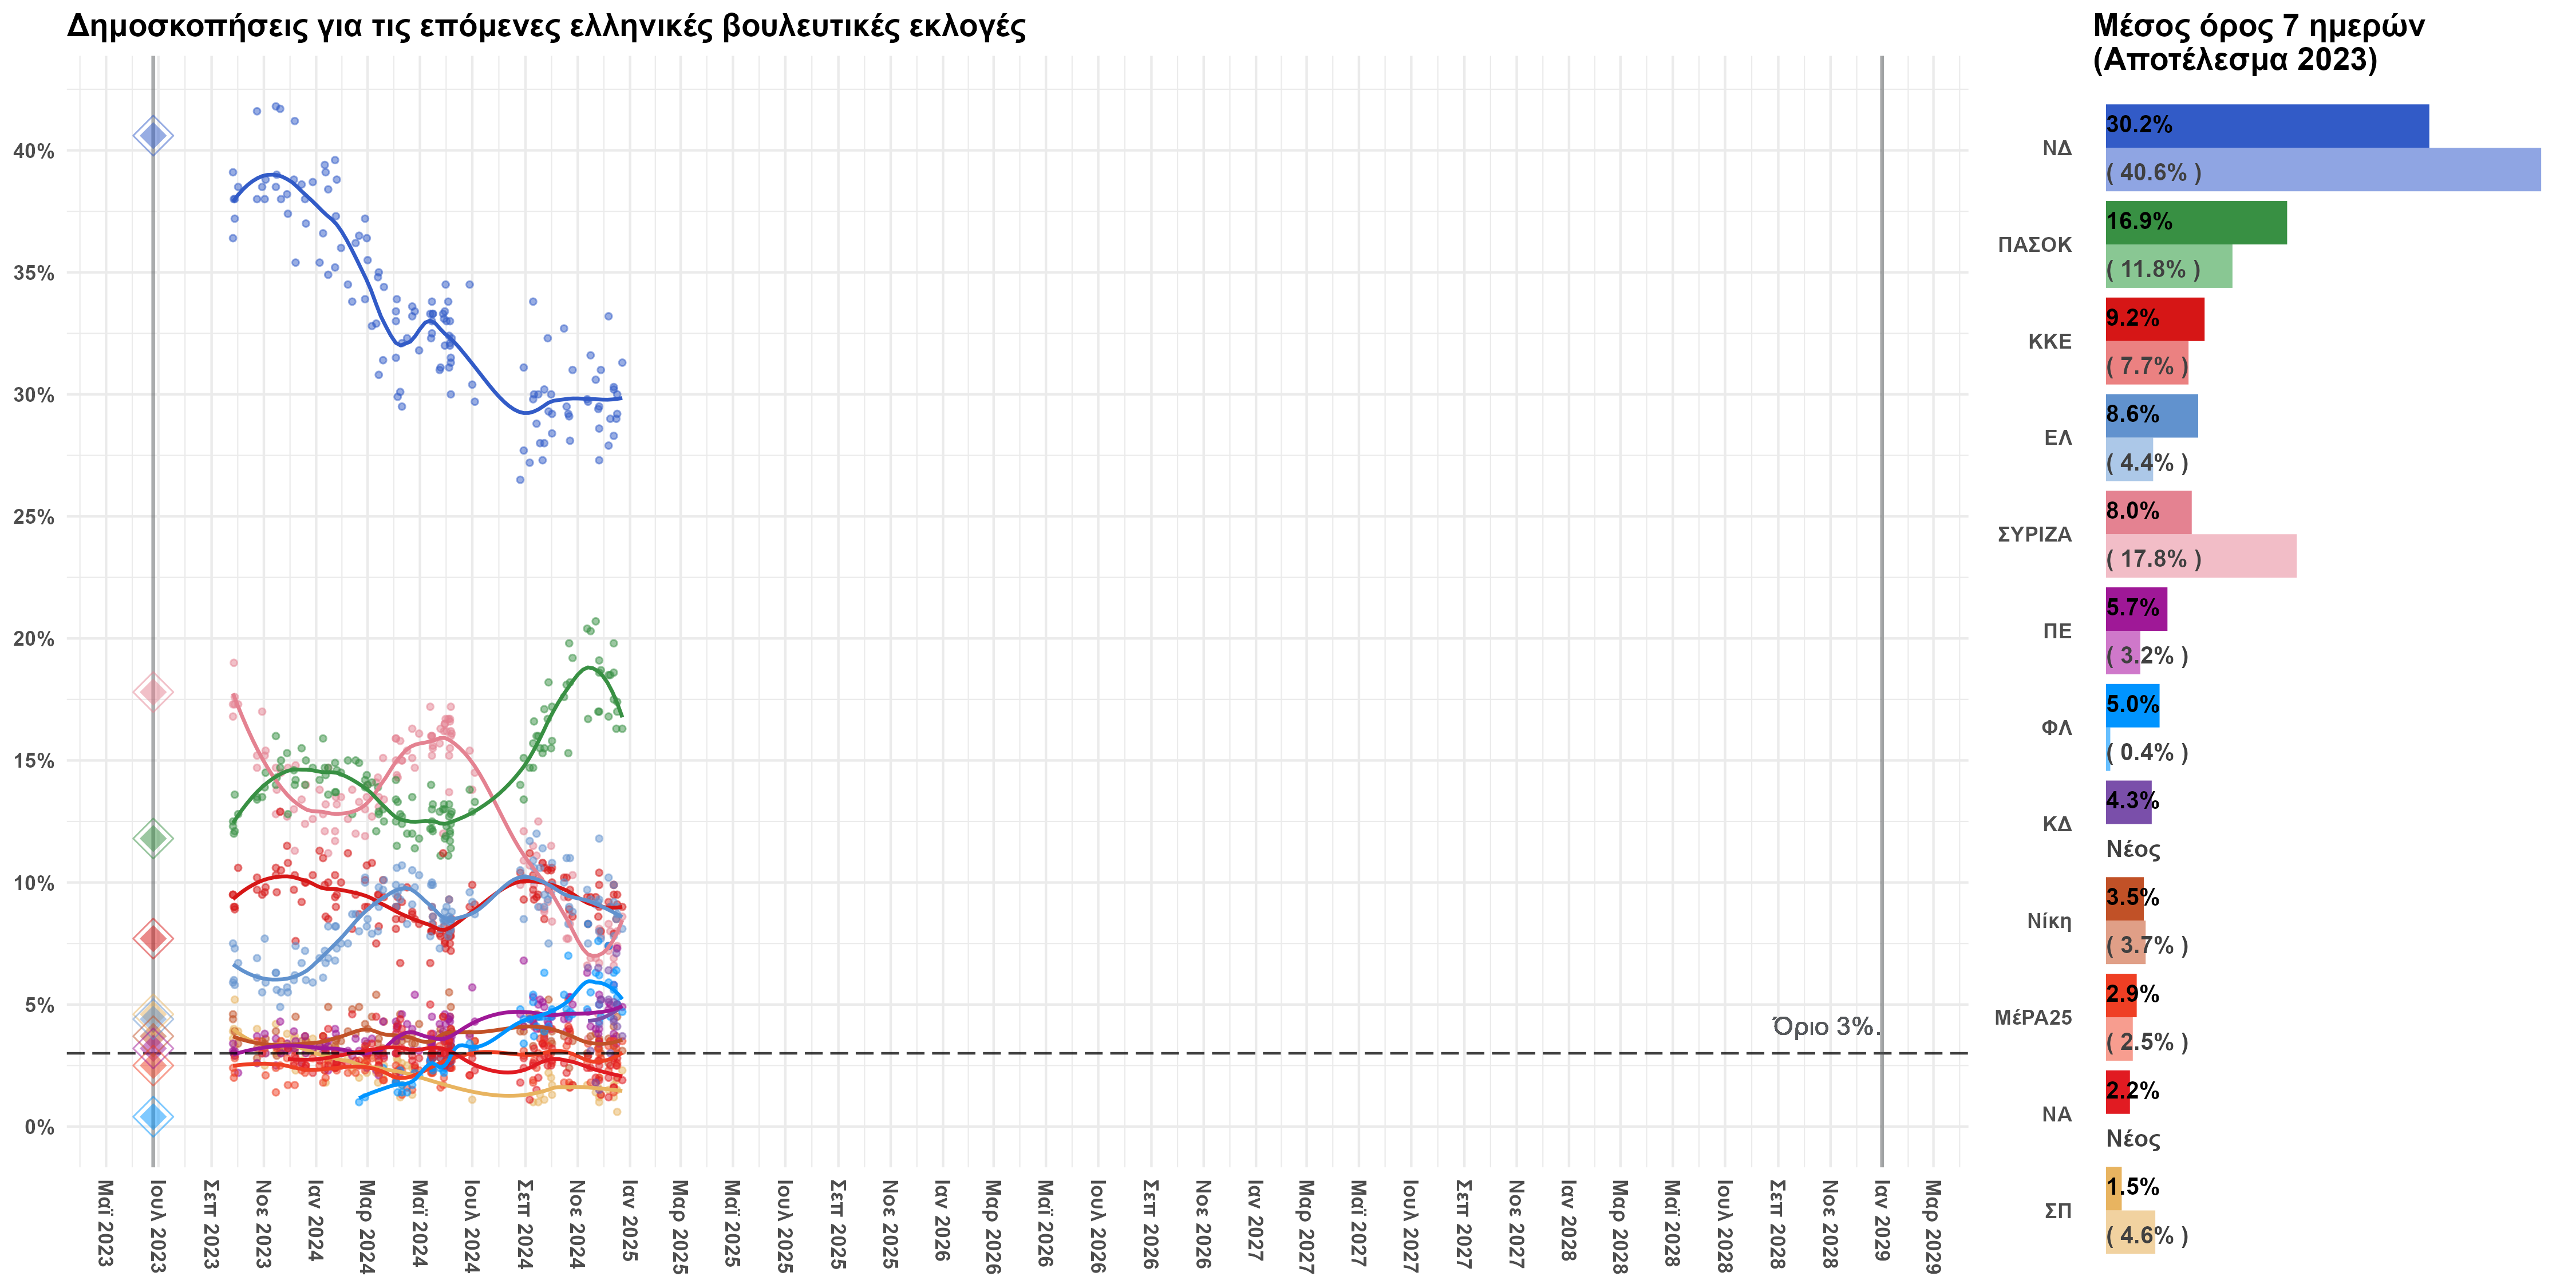 Δημοσκοπήσεις για τις επόμενες ελληνικές βουλευτικές εκλογές
40%
35%
30%
25%
20%
15%
10%
5%
0%
Όριο 3%.
Μαϊ 2023
Ιουλ 2023
Σεπ 2023
Νοε 2023
Ιαν 2024
Μαρ 2024
Μαϊ 2024
Ιουλ 2024
Σεπ 2024
Νοε 2024
Ιαν 2025
Μαρ 2025
Μαϊ 2025
Ιουλ 2025
Σεπ 2025
Νοε 2025
Ιαν 2026
Μαρ 2026
Μαϊ 2026
Ιουλ 2026
Σεπ 2026
Νοε 2026
Ιαν 2027
Μαρ 2027
Μαϊ 2027
Ιουλ 2027
Σεπ 2027
Νοε 2027
Ιαν 2028
Μαρ 2028
Μαϊ 2028
Ιουλ 2028
Σεπ 2028
Νοε 2028
Ιαν 2029
Μαρ 2029
Μέσος όρος 7 ημερών
(Αποτέλεσμα 2023)
ΝΔ
30.2%
( 40.6% )
ΠΑΣΟΚ
16.9%
( 11.8% )
ΚΚΕ
9.2%
( 7.7% )
ΕΛ
8.6%
( 4.4% )
ΣΥΡΙΖΑ
8.0%
( 17.8% )
ΠΕ
5.7%
( 3.2% )
ΦΛ
5.0%
( 0.4% )
ΚΔ
4.3%
Νέος
Νίκη
3.5%
( 3.7% )
ΜέΡΑ25
2.9%
( 2.5% )
ΝΑ
2.2%
Νέος
ΣΠ
1.5%
( 4.6% )